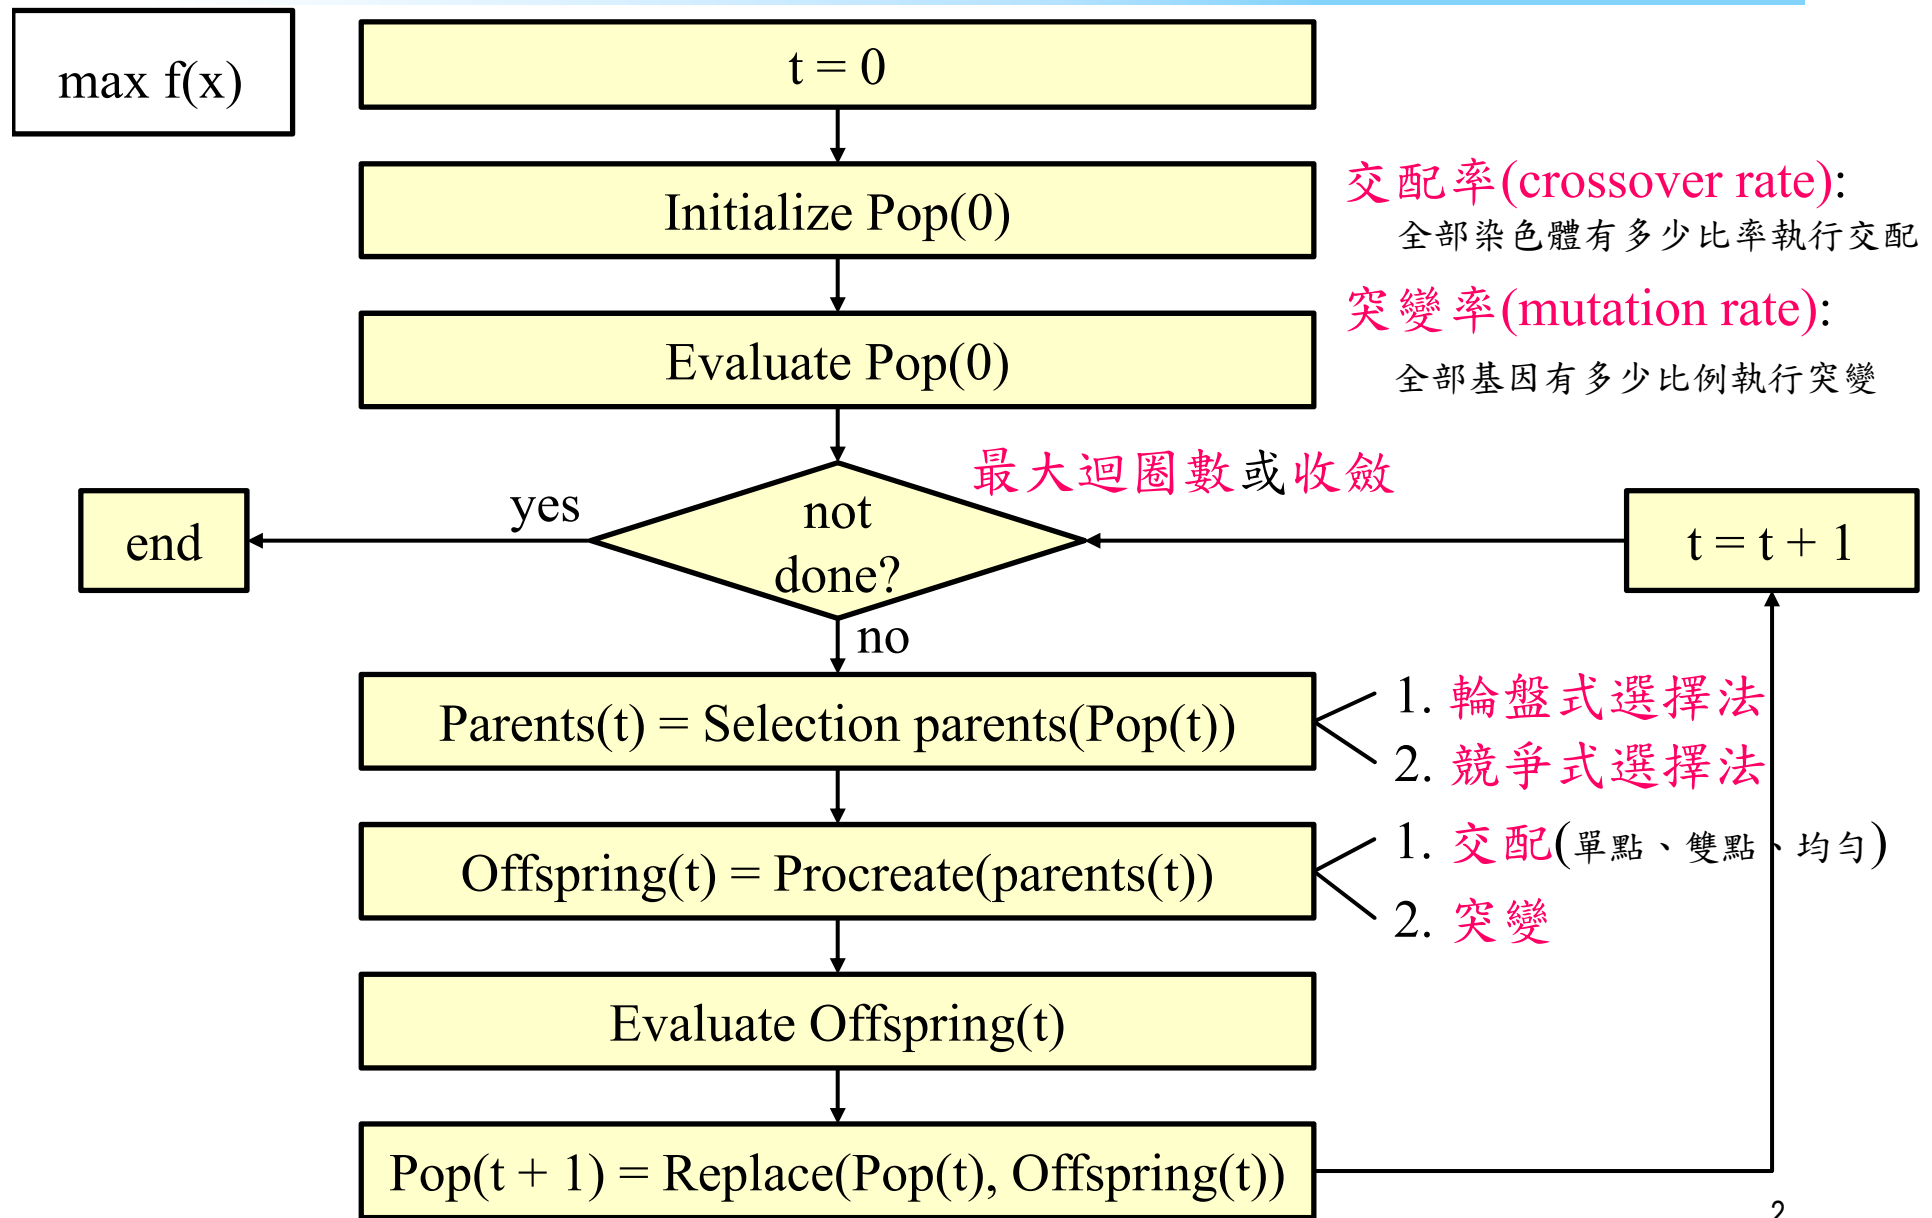 max f(x)
t = 0
Initialize Pop(0)
交配率(crossover rate):
全部染色體有多少比率執行交配
突變率(mutation rate):
Evaluate Pop(0)
全部基因有多少比例執行突變
最大迴圈數或收斂
yes
not
done?
end
t = t + 1
no
Parents(t) = Selection parents(Pop(t))
1. 輪盤式選擇法
2. 競爭式選擇法
Offspring(t) = Procreate(parents(t))
1. 交配(單點、雙點、均勻)
2. 突變
Evaluate Offspring(t)
Pop(t + 1) = Replace(Pop(t), Offspring(t))
2